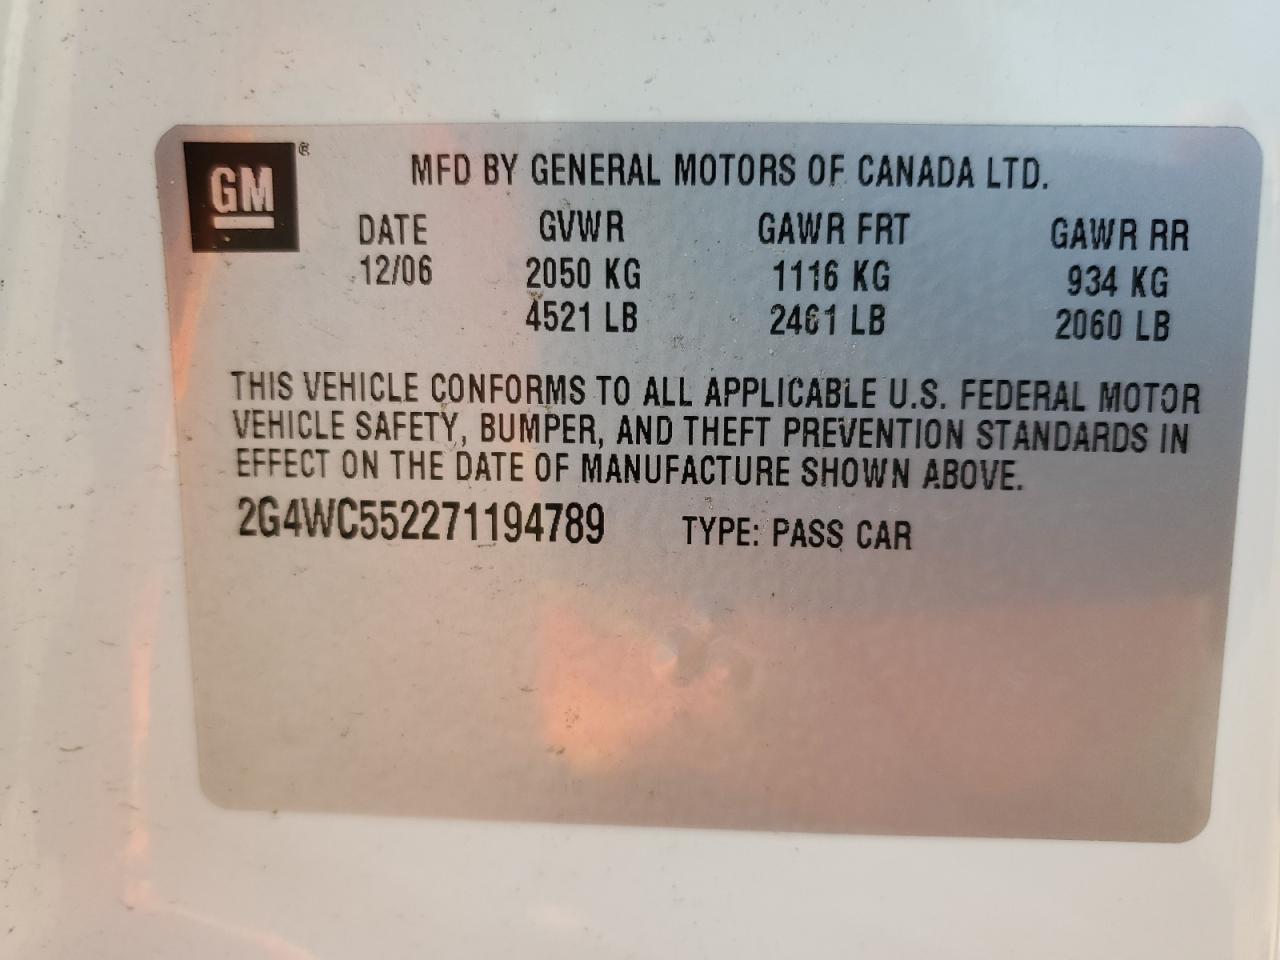 GM ®
MFD BY GENERAL MOTORS OF CANADA LTD.
DATE GVWR GAWR FRT GAWR RR
12/06 2050 KG 1116 KG 934 KG
4521 LB 2461 LB 2060 LB
THIS VEHICLE CONFORMS TO ALL APPLICABLE U.S. FEDERAL MOTOR
VEHICLE SAFETY, BUMPER, AND THEFT PREVENTION STANDARDS IN
EFFECT ON THE DATE OF MANUFACTURE SHOWN ABOVE.
2G4WC552271194789 TYPE: PASS CAR